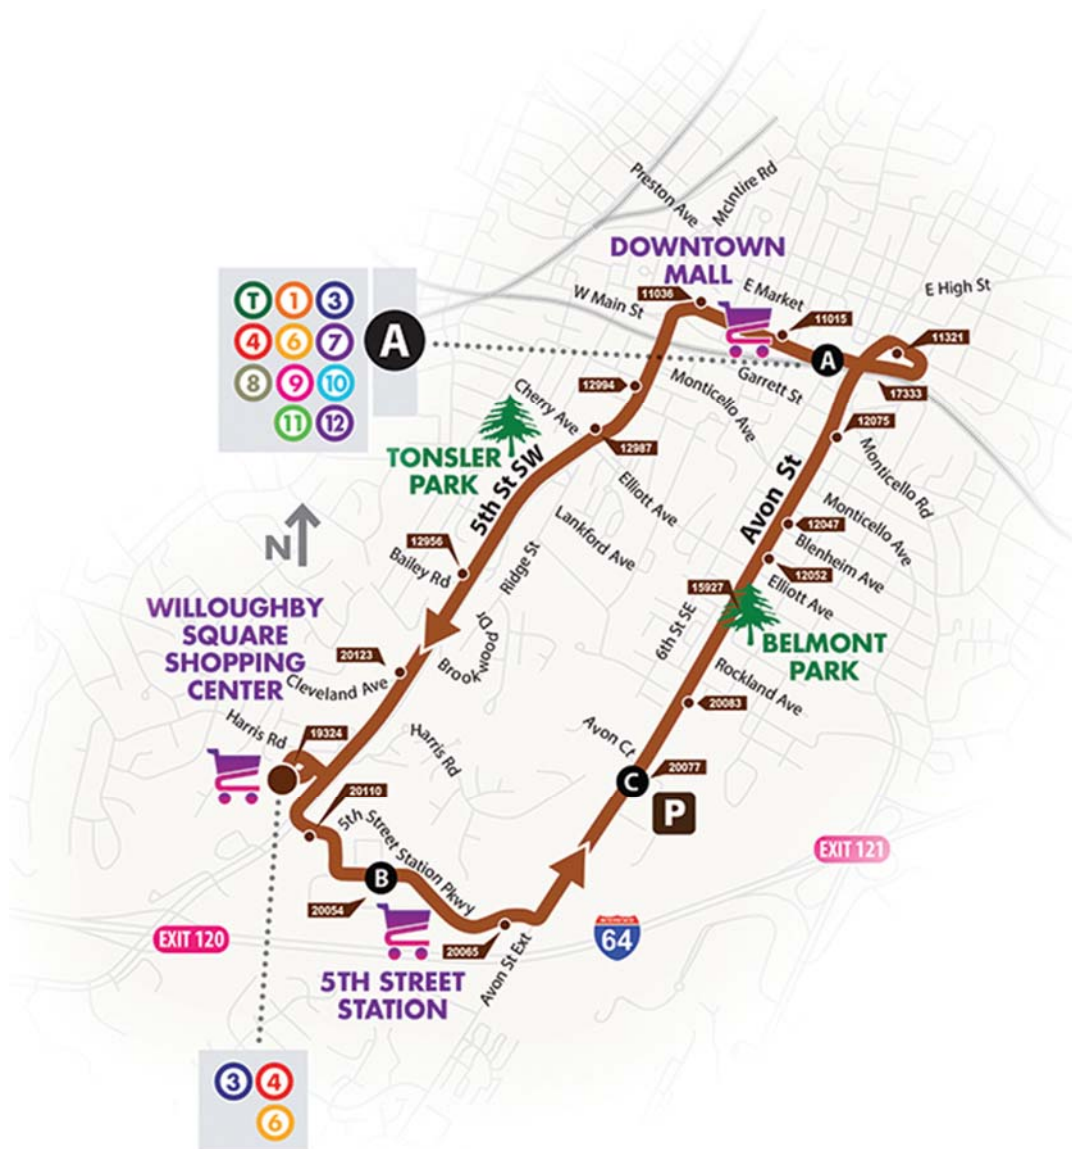 Preston Ave
McIntire Rd
DOWNTOWN
MALL
E Market
E High St
W Main St
11036
11015
11321
T 1 3
4 6 7
8 9 10
11 12
A
A
Garrett St
17333
12994
Monticello Ave
12075
Cherry Ave
12987
Monticello Rd
TONSLER
PARK
5th St SW
Elliott Ave
Avon St
Monticello Ave
Lankford Ave
12047
Blenheim Ave
N
12956
Bailey Rd
Ridge St
12052
Elliott Ave
15927
WILLOUGHBY
SQUARE
SHOPPING
CENTER
6th St SE
BELMONT
PARK
20123
Brookwood Dr
Cleveland Ave
Rockland Ave
20083
Harris Rd
19324
Harris Rd
Avon Ct
20077
C
P
20110
5th Street Station Pkwy
EXIT 121
B
20054
EXIT 120
20065
64
Avon St Ext
5TH STREET
STATION
3 4
6